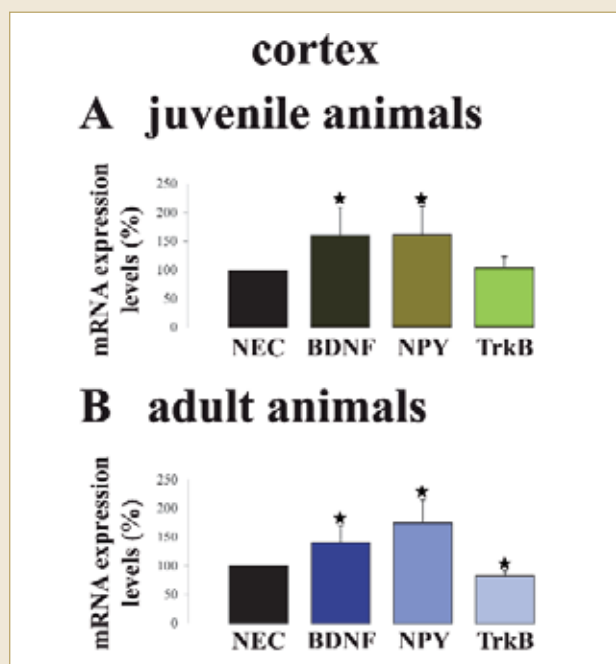 cortex
A juvenile animals
mRNA expression
levels (%)
250
200
150
100
50
0
NEC BDNF NPY TrkB
B adult animals
mRNA expression
levels (%)
250
200
150
100
50
0
NEC BDNF NPY TrkB